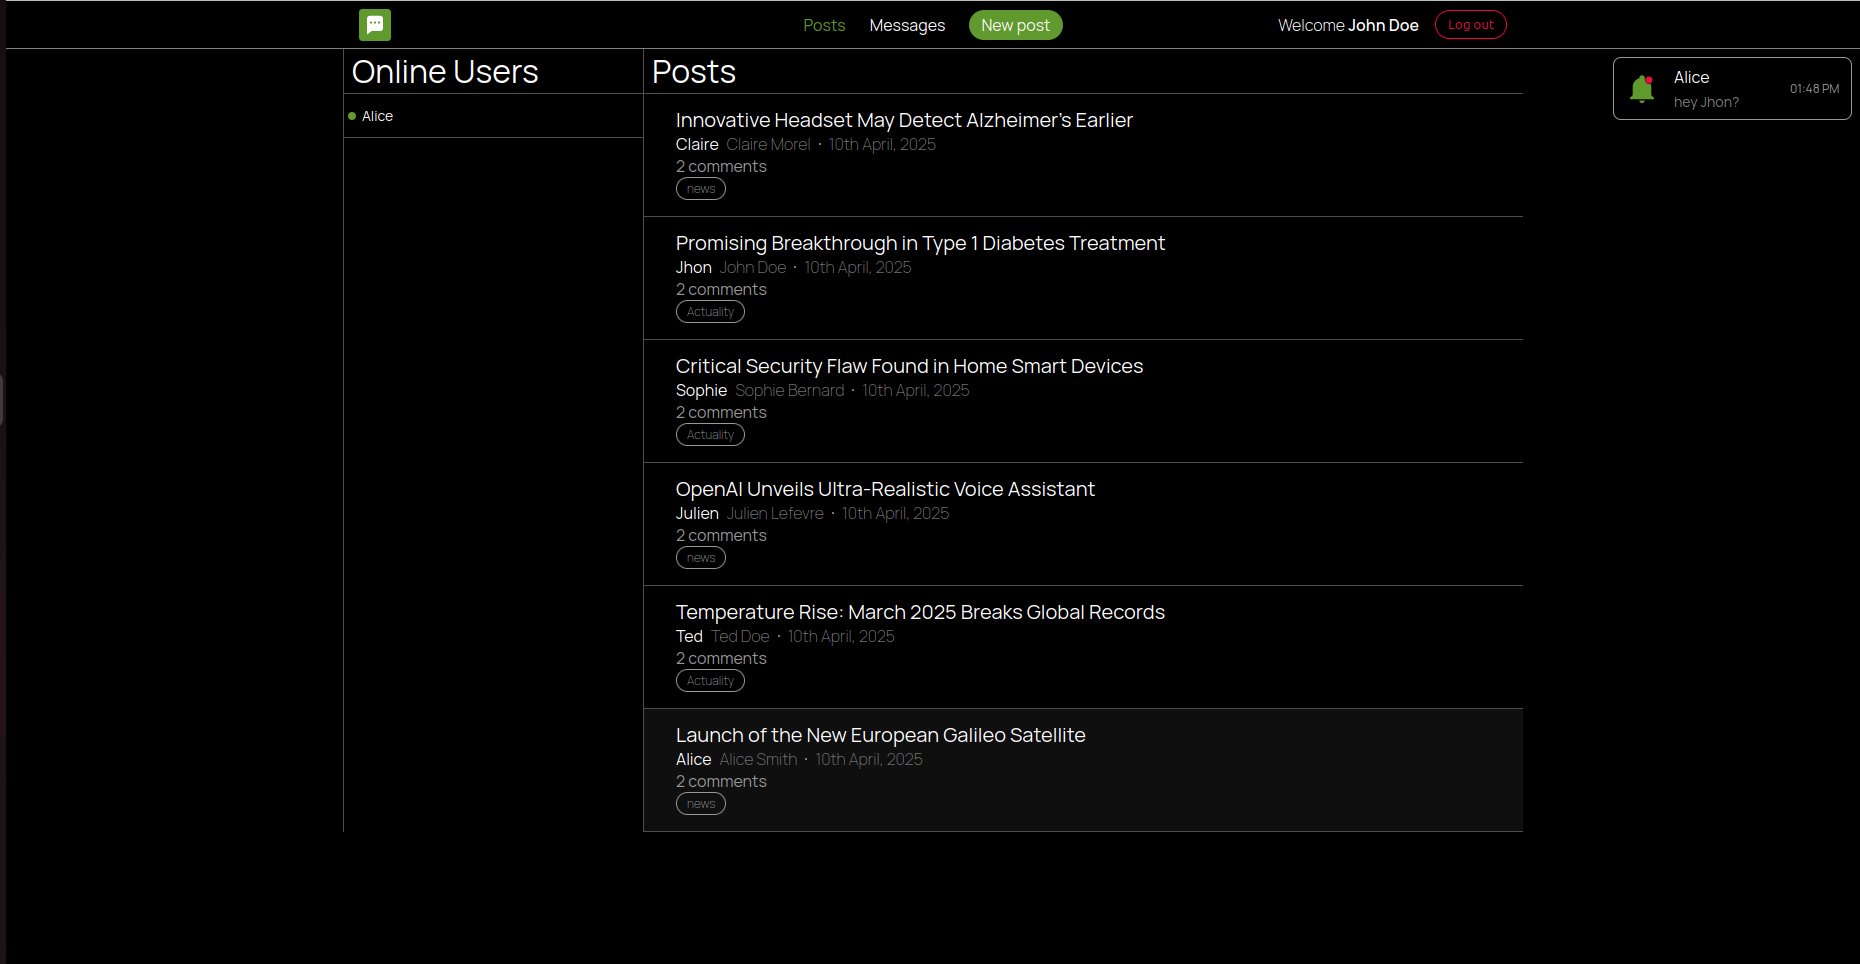 Posts Messages New post Welcome John Doe Log out
Online Users
Alice
Posts
Innovative Headset May Detect Alzheimer's Earlier
Claire Claire Morel · 10th April, 2025
2 comments
news
Promising Breakthrough in Type 1 Diabetes Treatment
Jhon John Doe · 10th April, 2025
2 comments
Actuality
Critical Security Flaw Found in Home Smart Devices
Sophie Sophie Bernard · 10th April, 2025
2 comments
Actuality
OpenAI Unveils Ultra-Realistic Voice Assistant
Julien Julien Lefevre · 10th April, 2025
2 comments
news
Temperature Rise: March 2025 Breaks Global Records
Ted Ted Doe · 10th April, 2025
2 comments
Actuality
Launch of the New European Galileo Satellite
Alice Alice Smith · 10th April, 2025
2 comments
news
Alice
hey Jhon?
01:48 PM